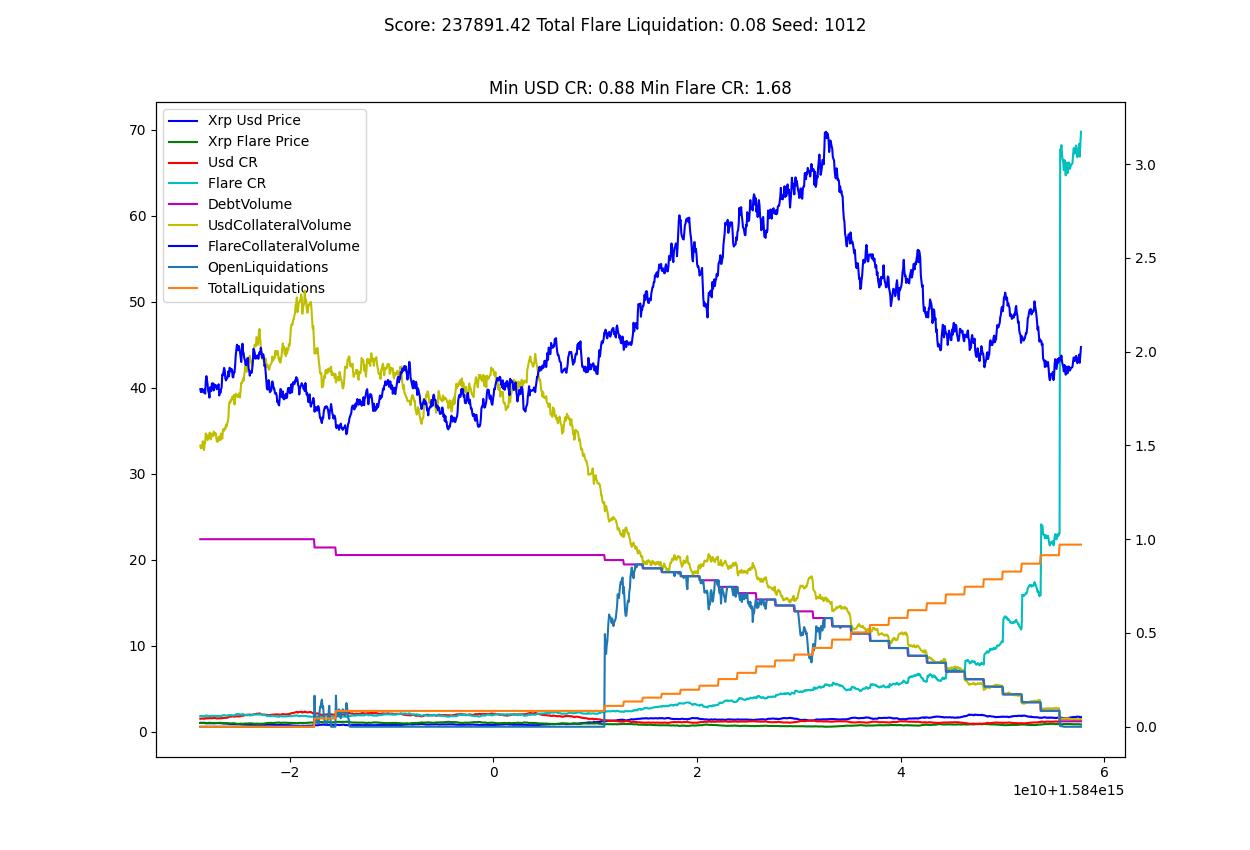 Score: 237891.42 Total Flare Liquidation: 0.08 Seed: 1012
Min USD CR: 0.88 Min Flare CR: 1.68
Xrp Usd Price
Xrp Flare Price
Usd CR
Flare CR
DebtVolume
UsdCollateralVolume
FlareCollateralVolume
OpenLiquidations
TotalLiquidations
70
60
50
40
30
20
10
0
3.0
2.5
2.0
1.5
1.0
0.5
0.0
−2
0
2
4
6
1e10+1.584e15